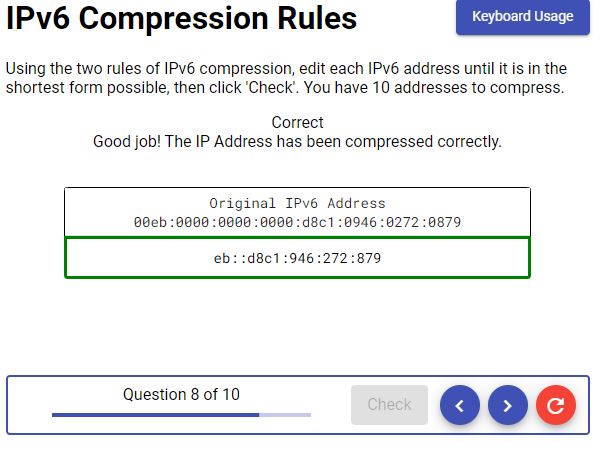 IPv6 Compression Rules
Keyboard Usage
Using the two rules of IPv6 compression, edit each IPv6 address until it is in the
shortest form possible, then click 'Check'. You have 10 addresses to compress.
Correct
Good job! The IP Address has been compressed correctly.
Original IPv6 Address
00eb:0000:0000:0000:d8c1:0946:0272:0879
eb::d8c1:946:272:879
Question 8 of 10
Check